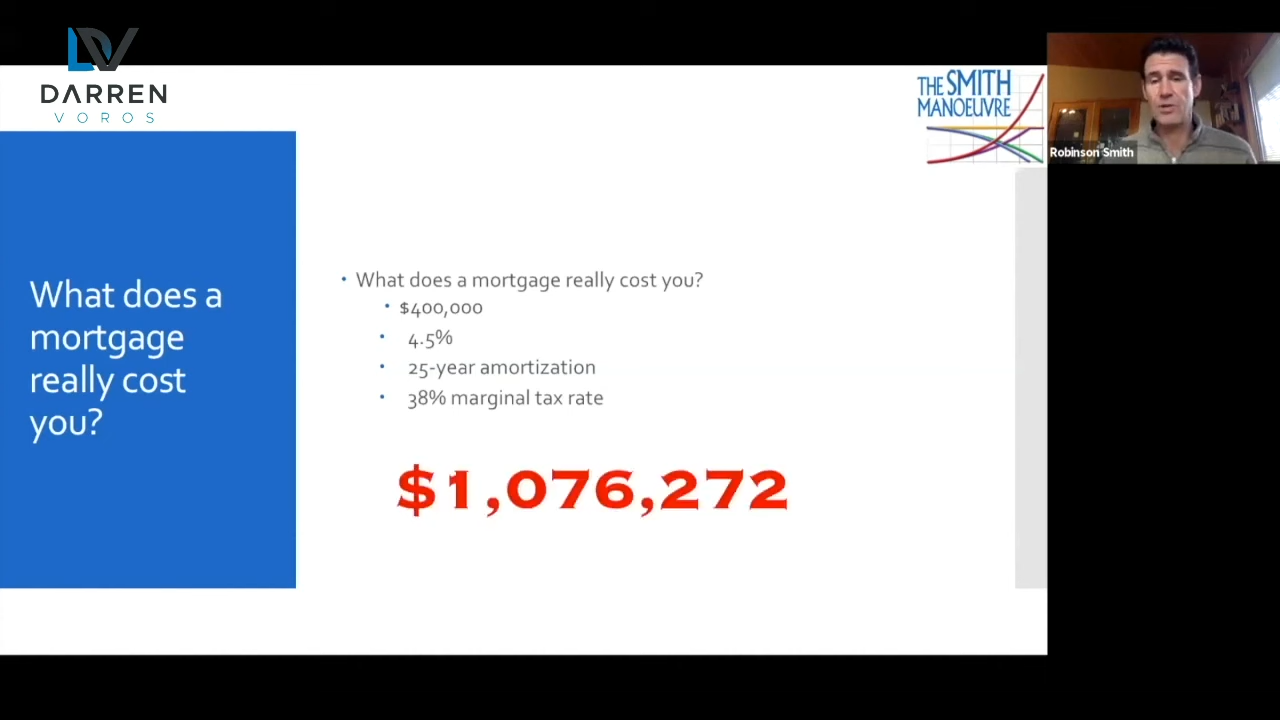 DV
DARREN
VOROS
THE SMITH
MANOEUVRE
Robinson Smith
What does a
mortgage
really cost
you?
• What does a mortgage really cost you?
• $400,000
• 4.5%
• 25-year amortization
• 38% marginal tax rate
$1,076,272